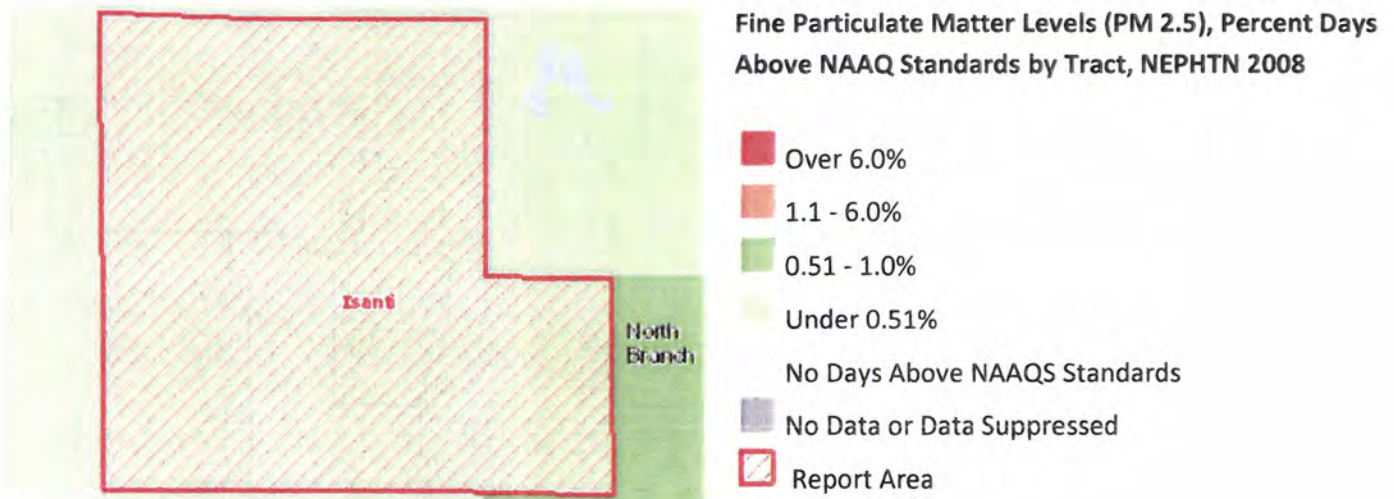 Fine Particulate Matter Levels (PM 2.5), Percent Days
Above NAAQ Standards by Tract, NEPHTN 2008
Over 6.0%
1.1 - 6.0%
0.51 - 1.0%
Under 0.51%
No Days Above NAAQS Standards
No Data or Data Suppressed
Report Area
Isanti
North
Branch